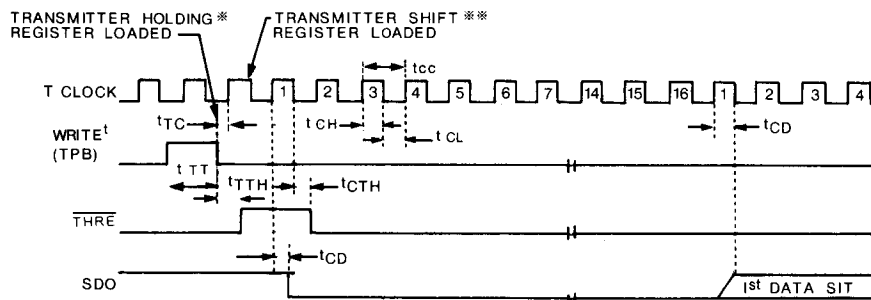 TRANSMITTER HOLDING*
REGISTER LOADED
TRANSMITTER SHIFT**
REGISTER LOADED
T CLOCK
1 2 3 4 5 6 7 14 15 16 1 2 3 4
tcc
tTC
tCH
tCL
tCD
WRITEt
(TPB)
tTT
tTTH
tCTH
THRE
tCD
SDO
1st DATA SIT